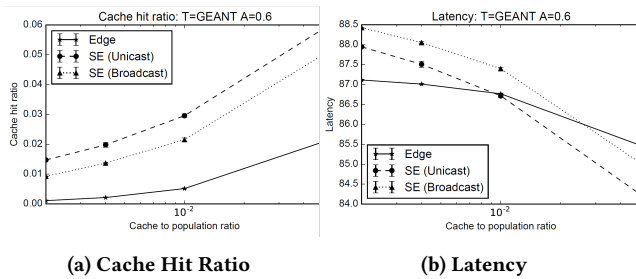 Cache hit ratio: T=GEANT A=0.6
Cache hit ratio
0.06
0.05
0.04
0.03
0.02
0.01
0.00
Edge
SE (Unicast)
SE (Broadcast)
10⁻²
Cache to population ratio
(a) Cache Hit Ratio
Latency: T=GEANT A=0.6
Latency
88.5
88.0
87.5
87.0
86.5
86.0
85.5
85.0
84.5
84.0
Edge
SE (Unicast)
SE (Broadcast)
10⁻²
Cache to population ratio
(b) Latency